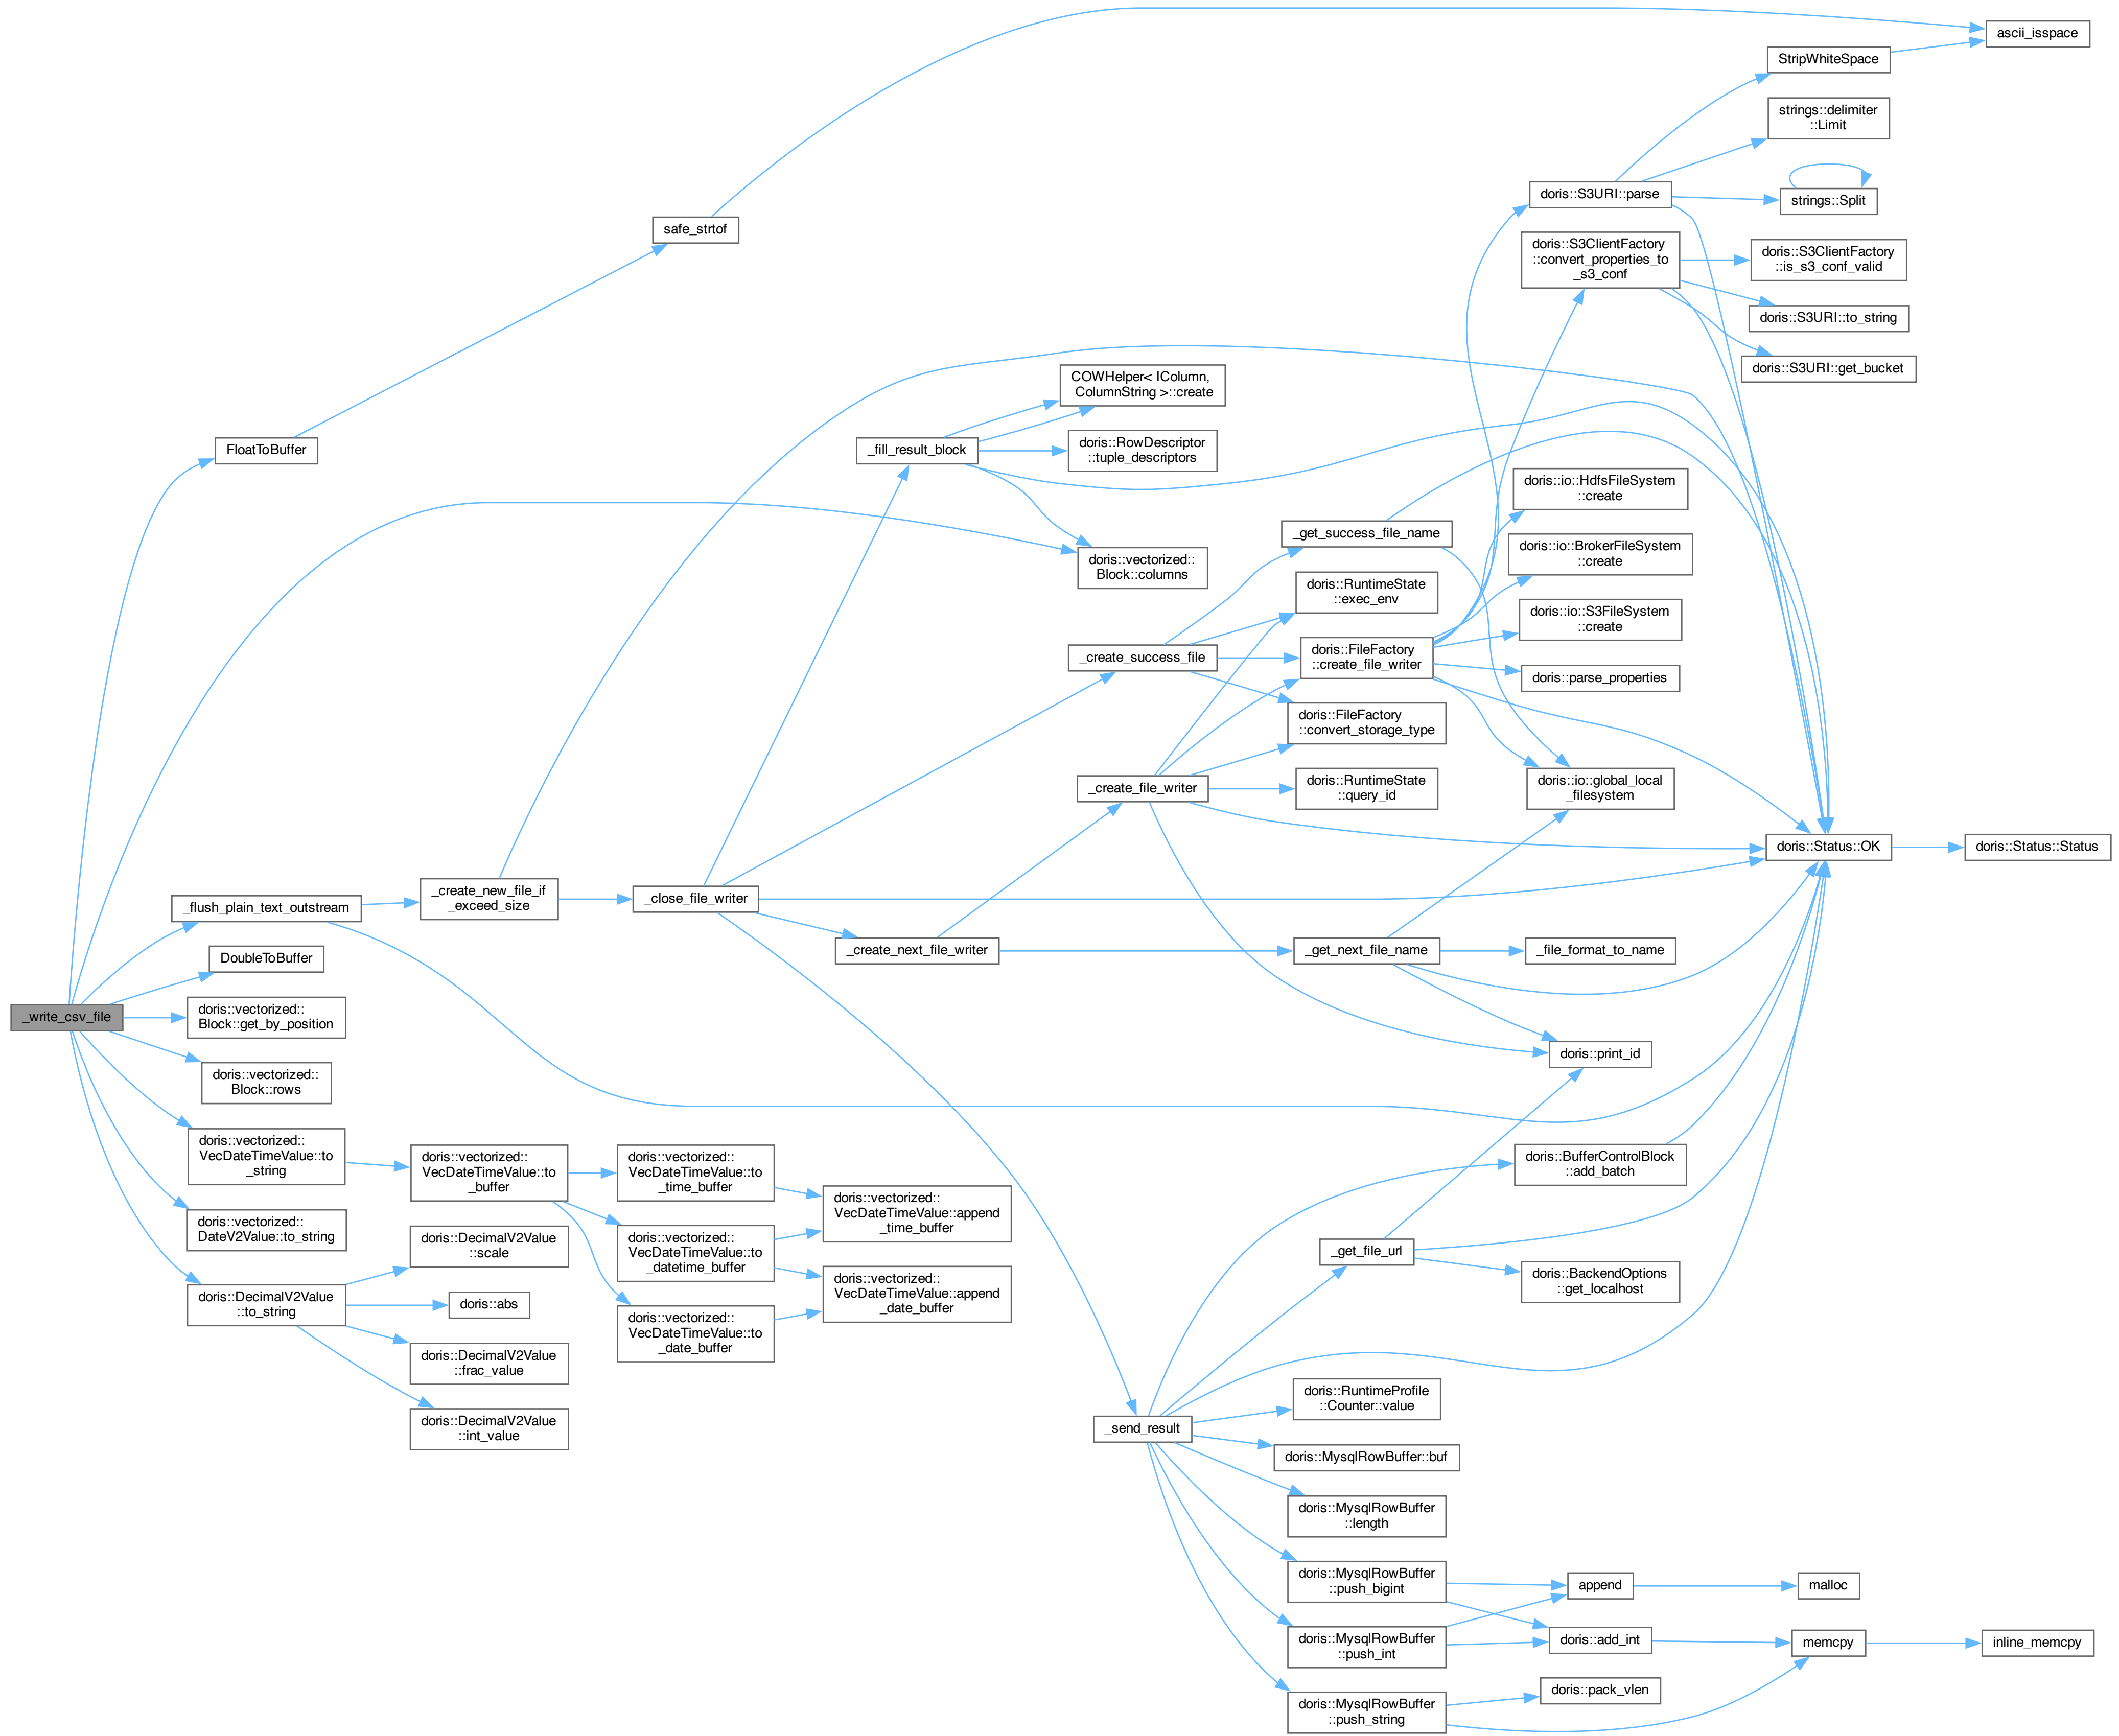 ascii_isspace
StripWhiteSpace
strings::delimiter
::Limit
doris::S3URI::parse
strings::Split
safe_strtof
doris::S3ClientFactory
::convert_properties_to
_s3_conf
doris::S3ClientFactory
::is_s3_conf_valid
doris::S3URI::to_string
doris::S3URI::get_bucket
COWHelper< IColumn,
ColumnString >::create
FloatToBuffer
_fill_result_block
doris::RowDescriptor
::tuple_descriptors
doris::io::HdfsFileSystem
::create
_get_success_file_name
doris::io::BrokerFileSystem
::create
doris::vectorized::
Block::columns
doris::RuntimeState
::exec_env
doris::io::S3FileSystem
::create
_create_success_file
doris::FileFactory
::create_file_writer
doris::parse_properties
doris::FileFactory
::convert_storage_type
_create_file_writer
doris::RuntimeState
::query_id
doris::io::global_local
_filesystem
doris::Status::OK
doris::Status::Status
_flush_plain_text_outstream
_create_new_file_if
_exceed_size
_close_file_writer
_create_next_file_writer
_get_next_file_name
_file_format_to_name
DoubleToBuffer
_write_csv_file
doris::vectorized::
Block::get_by_position
doris::print_id
doris::vectorized::
Block::rows
doris::vectorized::
VecDateTimeValue::to
_string
doris::vectorized::
VecDateTimeValue::to
_buffer
doris::vectorized::
VecDateTimeValue::to
_time_buffer
doris::BufferControlBlock
::add_batch
doris::vectorized::
VecDateTimeValue::append
_time_buffer
doris::vectorized::
DateV2Value::to_string
doris::DecimalV2Value
::scale
doris::vectorized::
VecDateTimeValue::to
_datetime_buffer
_get_file_url
doris::BackendOptions
::get_localhost
doris::vectorized::
VecDateTimeValue::append
_date_buffer
doris::DecimalV2Value
::to_string
doris::abs
doris::vectorized::
VecDateTimeValue::to
_date_buffer
doris::DecimalV2Value
::frac_value
doris::RuntimeProfile
::Counter::value
doris::DecimalV2Value
::int_value
_send_result
doris::MysqlRowBuffer::buf
doris::MysqlRowBuffer
::length
doris::MysqlRowBuffer
::push_bigint
append
malloc
doris::MysqlRowBuffer
::push_int
doris::add_int
memcpy
inline_memcpy
doris::pack_vlen
doris::MysqlRowBuffer
::push_string